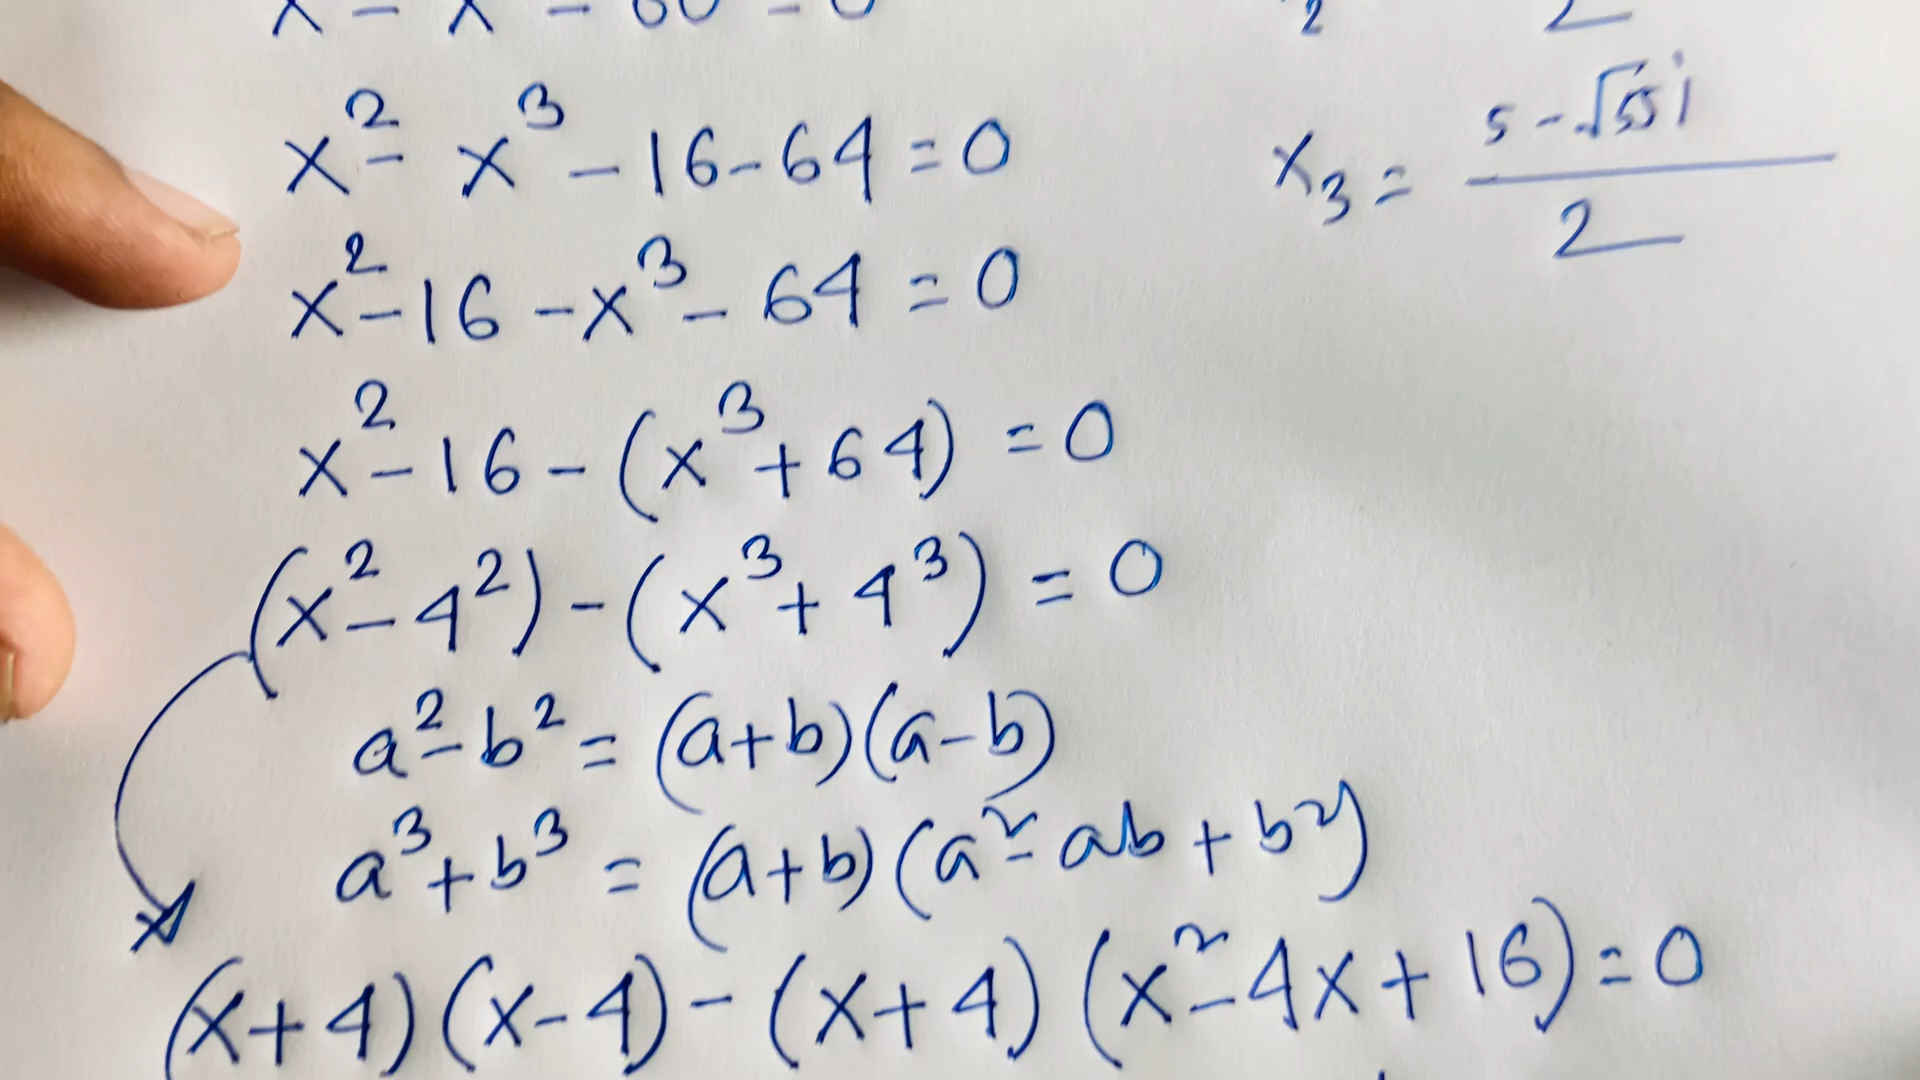 x² - x³ - 16 - 64 = 0
x² - 16 - x³ - 64 = 0
x² - 16 - (x³ + 64) = 0
(x² - 4²) - (x³ + 4³) = 0
a² - b² = (a+b)(a-b)
a³ + b³ = (a+b)(a² - ab + b²)
(x+4)(x-4) - (x+4)(x² - 4x + 16) = 0
x₃ = (5 - √55 i)/2